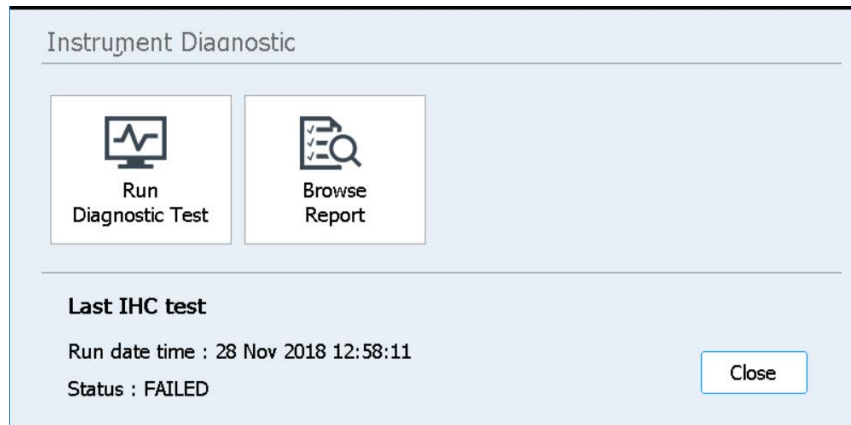 Instrument Diagnostic
Run
Diagnostic Test
Browse
Report
Last IHC test
Run date time : 28 Nov 2018 12:58:11
Status : FAILED
Close